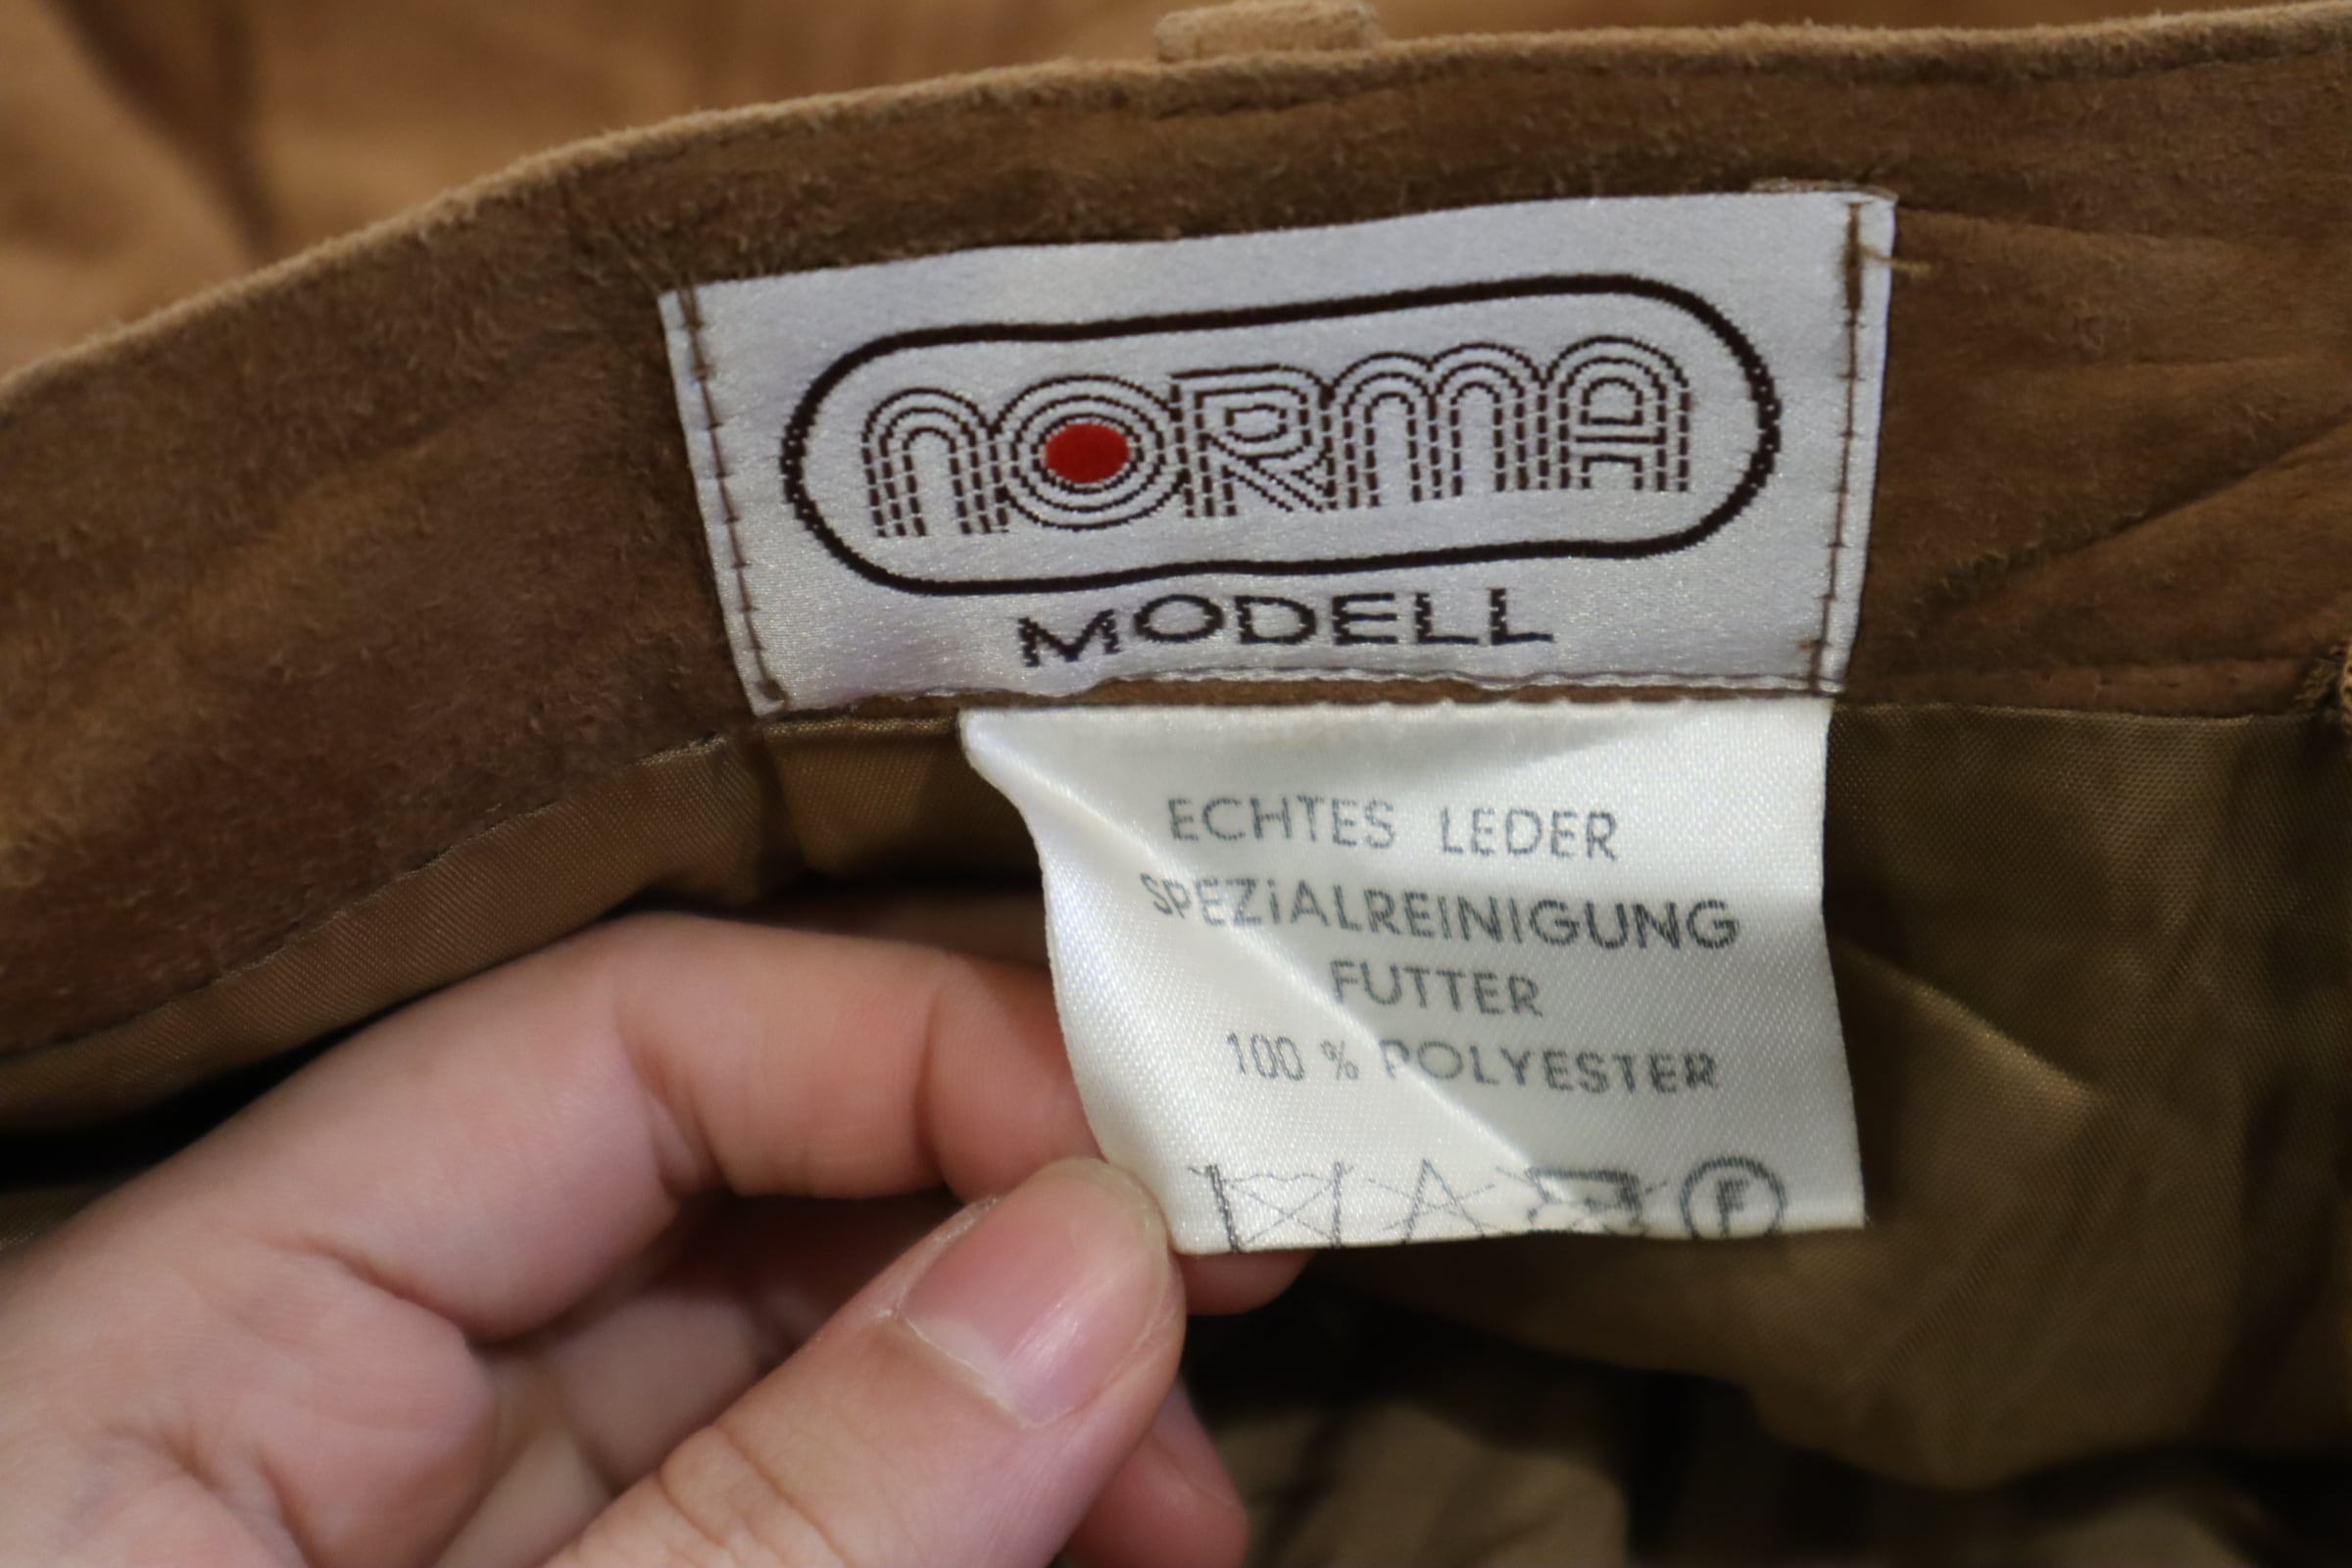 NORMA
MODELL
ECHTES LEDER
SPEZiALREINIGUNG
FUTTER
100 % POLYESTER
F